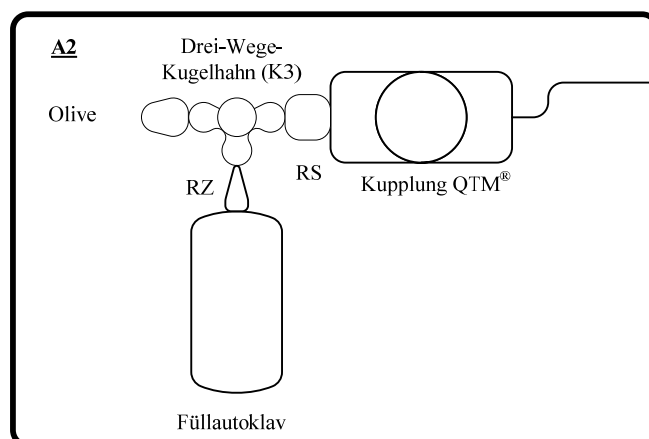 A2
Drei-Wege-
Kugelhahn (K3)
Olive
RS
RZ
Kupplung QTM®
Füllautoklav